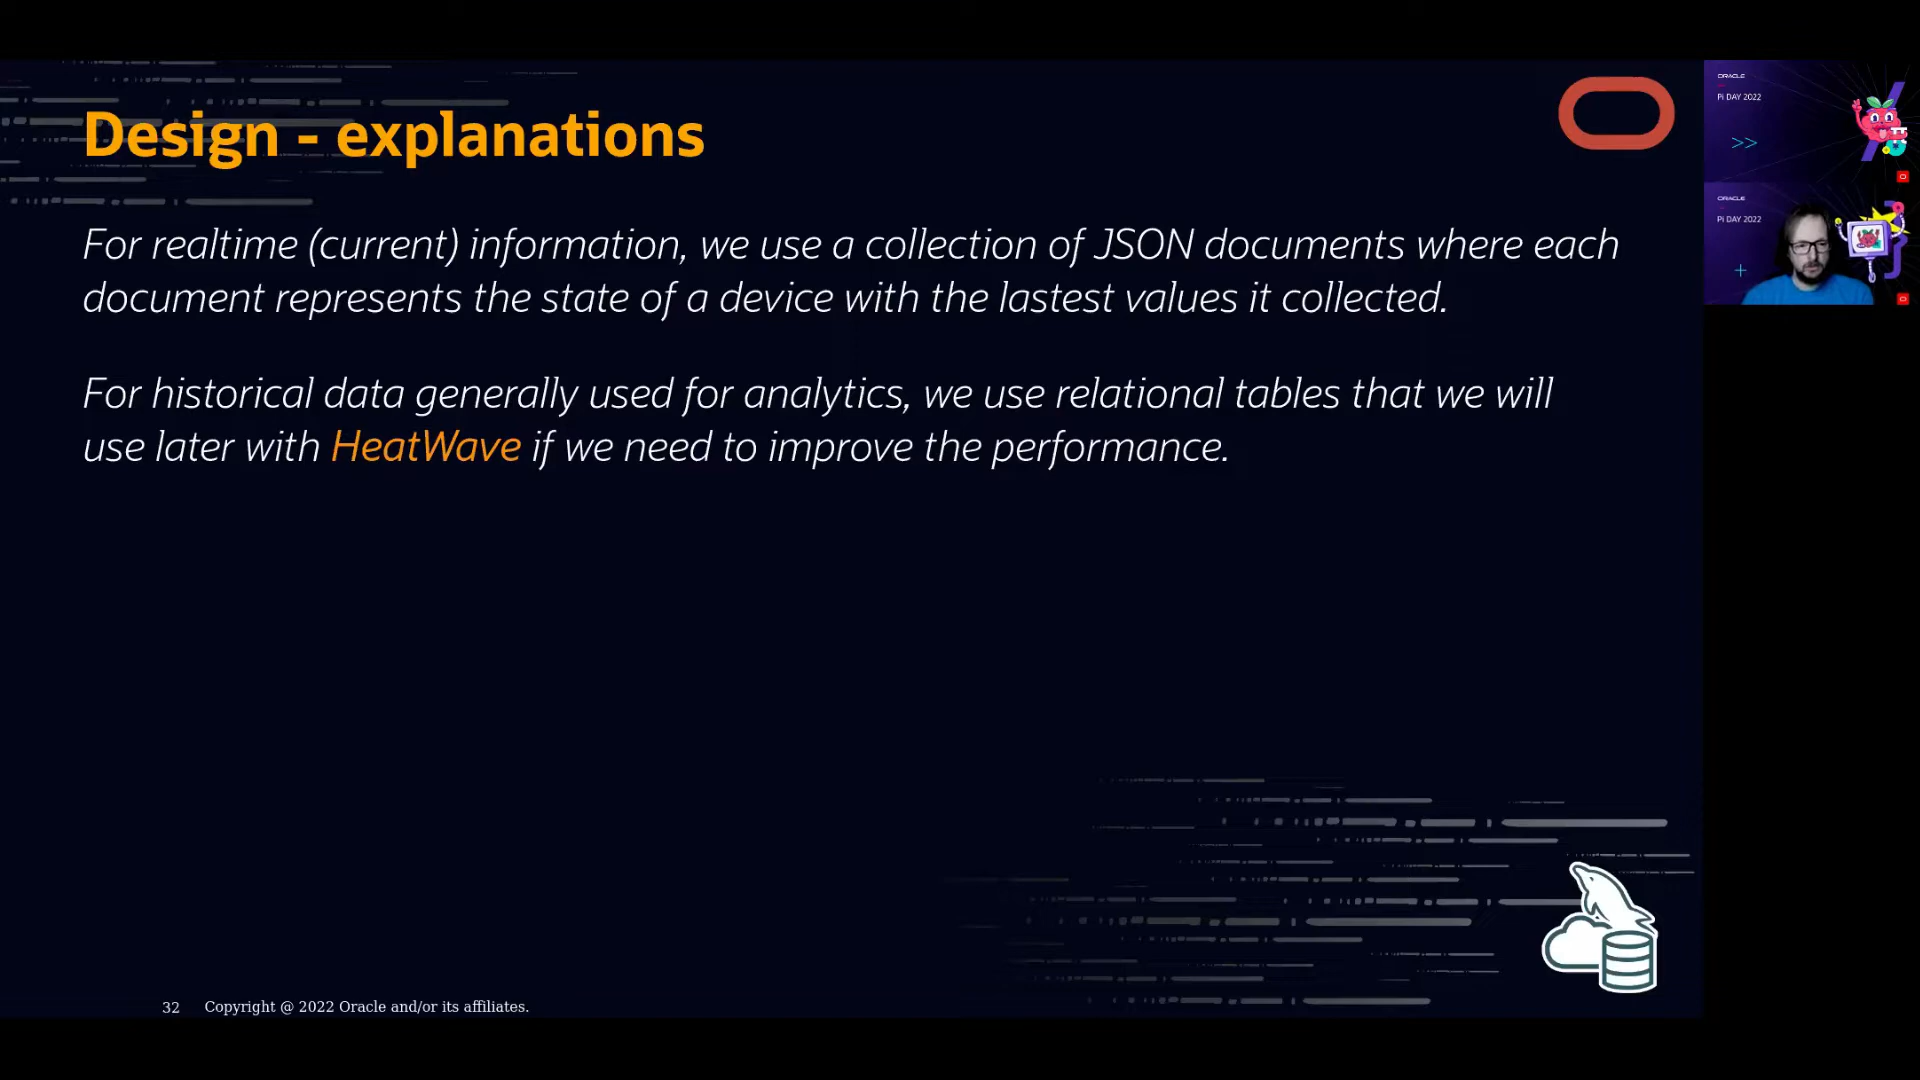 Design - explanations
For realtime (current) information, we use a collection of JSON documents where each
document represents the state of a device with the lastest values it collected.
For historical data generally used for analytics, we use relational tables that we will
use later with HeatWave if we need to improve the performance.
32 Copyright @ 2022 Oracle and/or its affiliates.
ORACLE
Pi DAY 2022
>>
ORACLE
Pi DAY 2022
+